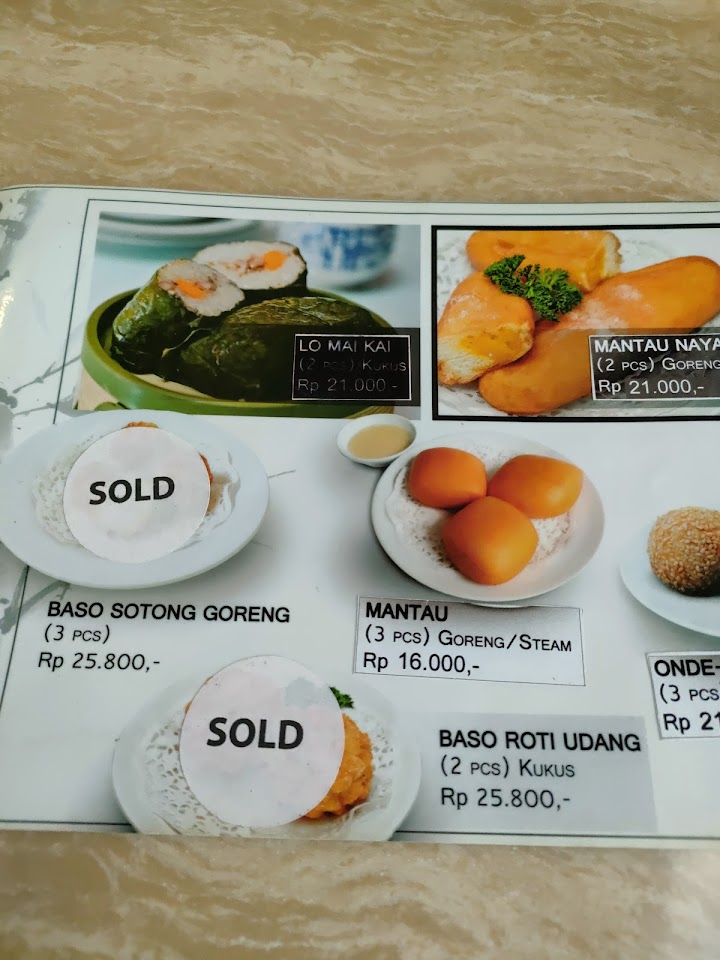 LO MAI KAI
(2 PCS) KUKUS
Rp 21.000,-
MANTAU NAYA
(2 PCS) GORENG
Rp 21.000,-
SOLD
BASO SOTONG GORENG
(3 PCS)
Rp 25.800,-
MANTAU
(3 PCS) GORENG/STEAM
Rp 16.000,-
ONDE-
(3 PCS
Rp 21
SOLD
BASO ROTI UDANG
(2 PCS) KUKUS
Rp 25.800,-